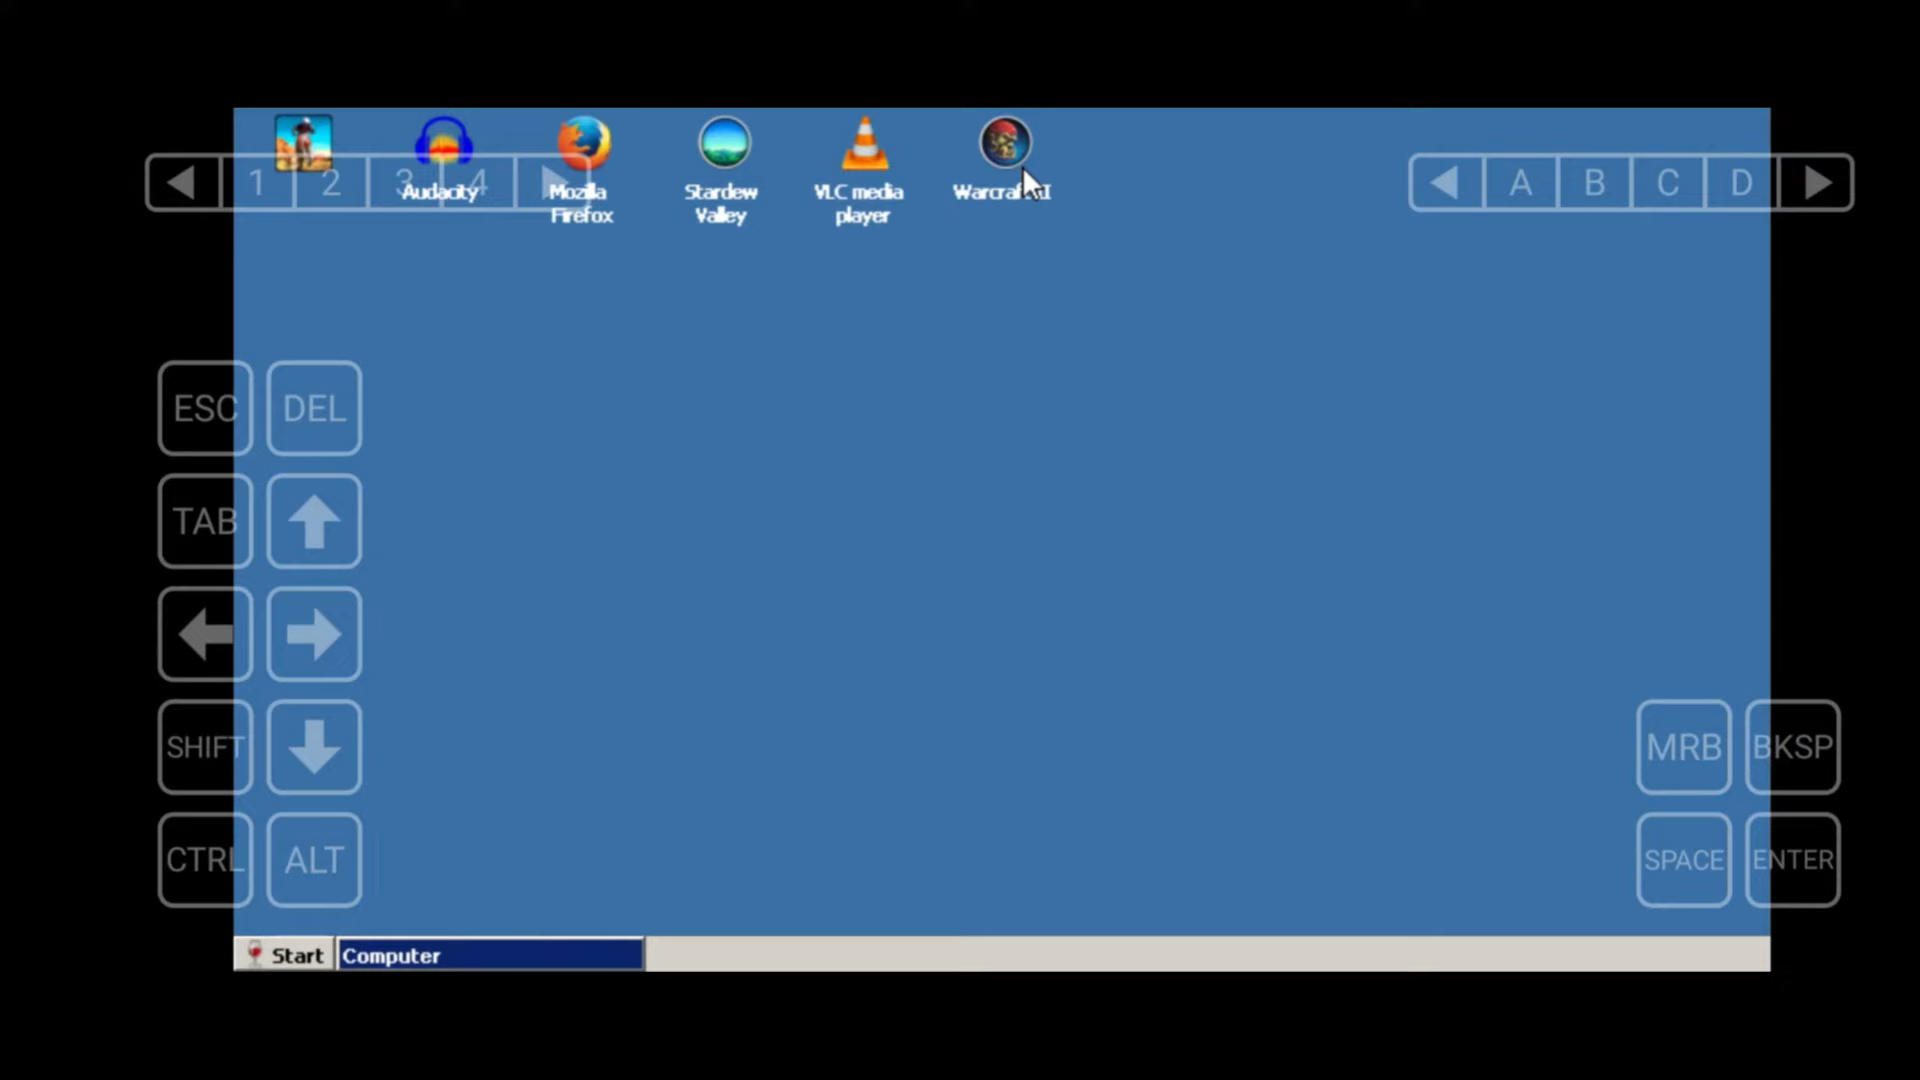 1 2 3 4
A B C D
Audacity
Mozilla
Firefox
Stardew
Valley
VLC media
player
ESC DEL
TAB
SHIFT
CTRL ALT
MRB BKSP
SPACE ENTER
Start Computer